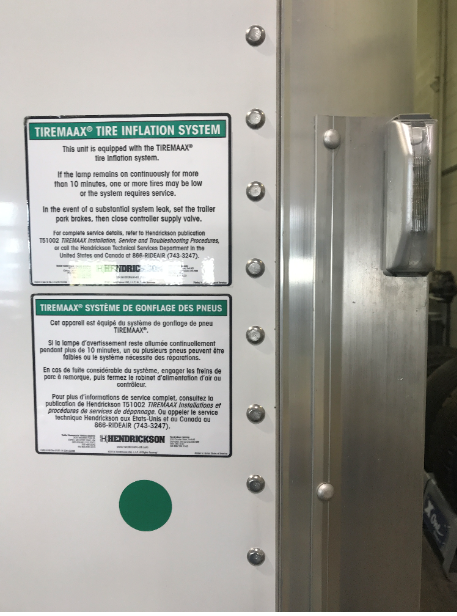 TIREMAAX® TIRE INFLATION SYSTEM
This unit is equipped with the TIREMAAX®
tire inflation system.
If the lamp remains on continuously for more
than 10 minutes, one or more tires may be low
or the system requires service.
In the event of a substantial system leak, set the trailer
park brakes, then close controller supply valve.
For complete service details, refer to Hendrickson publication
T51002 TIREMAAX Installation, Service and Troubleshooting Procedures,
or call the Hendrickson Technical Services Department in the
United States and Canada at 866-RIDEAIR (743-3247).
TIREMAAX® SYSTÈME DE GONFLAGE DES PNEUS
Cet appareil est équipé du système de gonflage de pneu
TIREMAAX®.
Si la lampe d'avertissement reste allumée continuellement
pendant plus de 10 minutes, un ou plusieurs pneus peuvent être
faibles ou le système nécessite des réparations.
En cas de fuite considérable du système, engager les freins de
parc à remorque, puis fermez le robinet d'alimentation d'air au
contrôleur.
Pour plus d'informations de service complet, consultez la
publication de Hendrickson T51002 TIREMAAX Installations et
procédures de services de dépannage. Ou appeler le service
technique Hendrickson aux Etats-Unis et au Canada au
866-RIDEAIR (743-3247).
HENDRICKSON